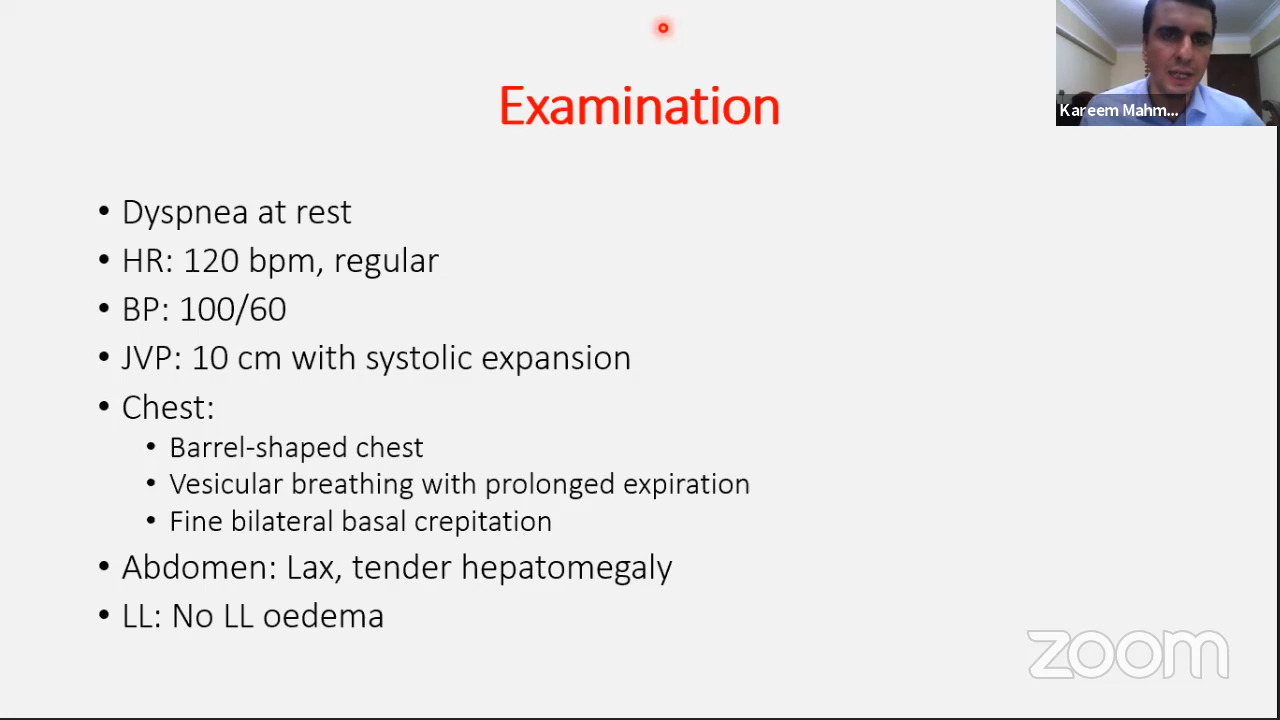 Examination
Kareem Mahm...
• Dyspnea at rest
• HR: 120 bpm, regular
• BP: 100/60
• JVP: 10 cm with systolic expansion
• Chest:
• Barrel-shaped chest
• Vesicular breathing with prolonged expiration
• Fine bilateral basal crepitation
• Abdomen: Lax, tender hepatomegaly
• LL: No LL oedema
zoom